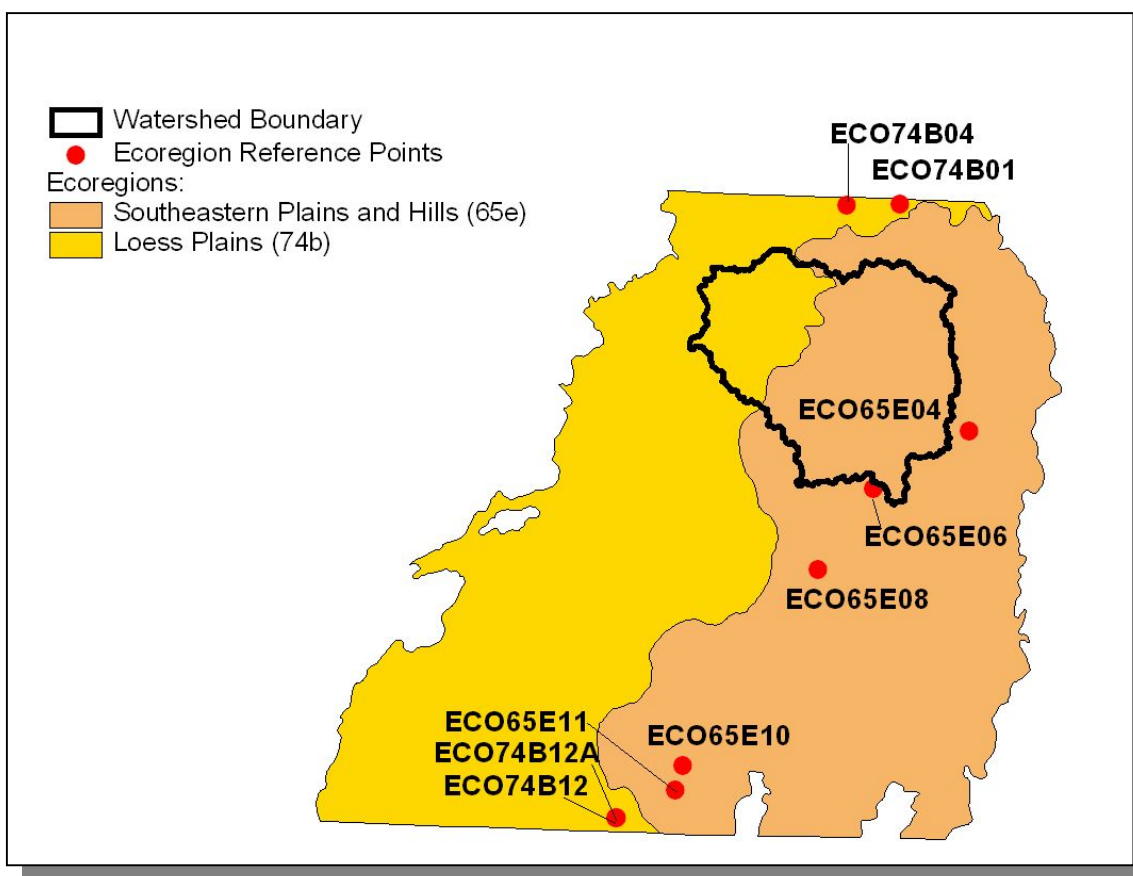 Watershed Boundary
Ecoregion Reference Points
Ecoregions:
Southeastern Plains and Hills (65e)
Loess Plains (74b)
ECO74B04
ECO74B01
ECO65E04
ECO65E06
ECO65E08
ECO65E11
ECO65E10
ECO74B12A
ECO74B12